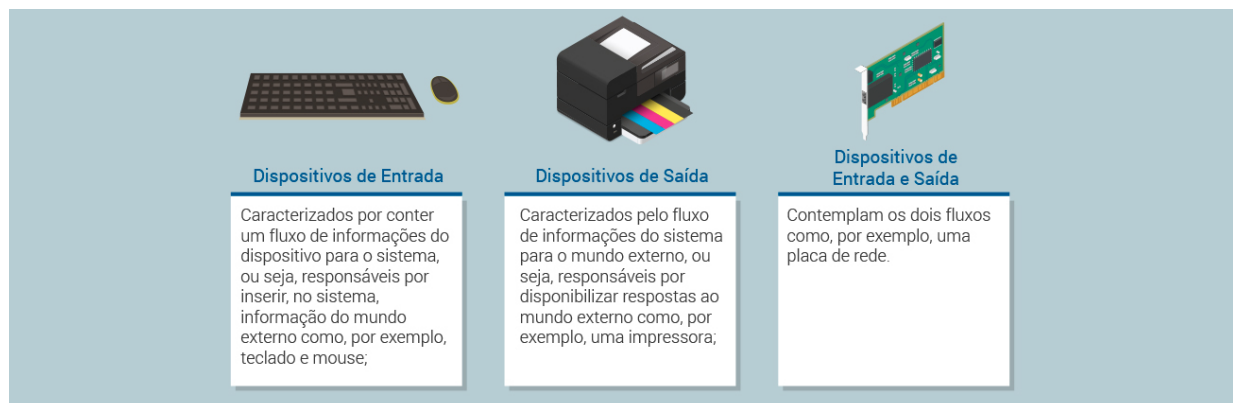 Dispositivos de Entrada
Caracterizados por conter
um fluxo de informações do
dispositivo para o sistema,
ou seja, responsáveis por
inserir, no sistema,
informação do mundo
externo como, por exemplo,
teclado e mouse;
Dispositivos de Saída
Caracterizados pelo fluxo
de informações do sistema
para o mundo externo, ou
seja, responsáveis por
disponibilizar respostas ao
mundo externo como, por
exemplo, uma impressora;
Dispositivos de
Entrada e Saída
Contemplam os dois fluxos
como, por exemplo, uma
placa de rede.